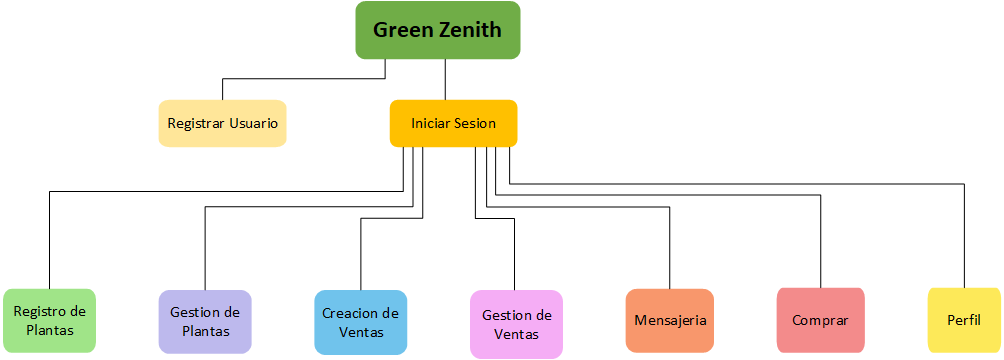 Green Zenith
Registrar Usuario
Iniciar Sesion
Registro de
Plantas
Gestion de
Plantas
Creacion de
Ventas
Gestion de
Ventas
Mensajeria
Comprar
Perfil